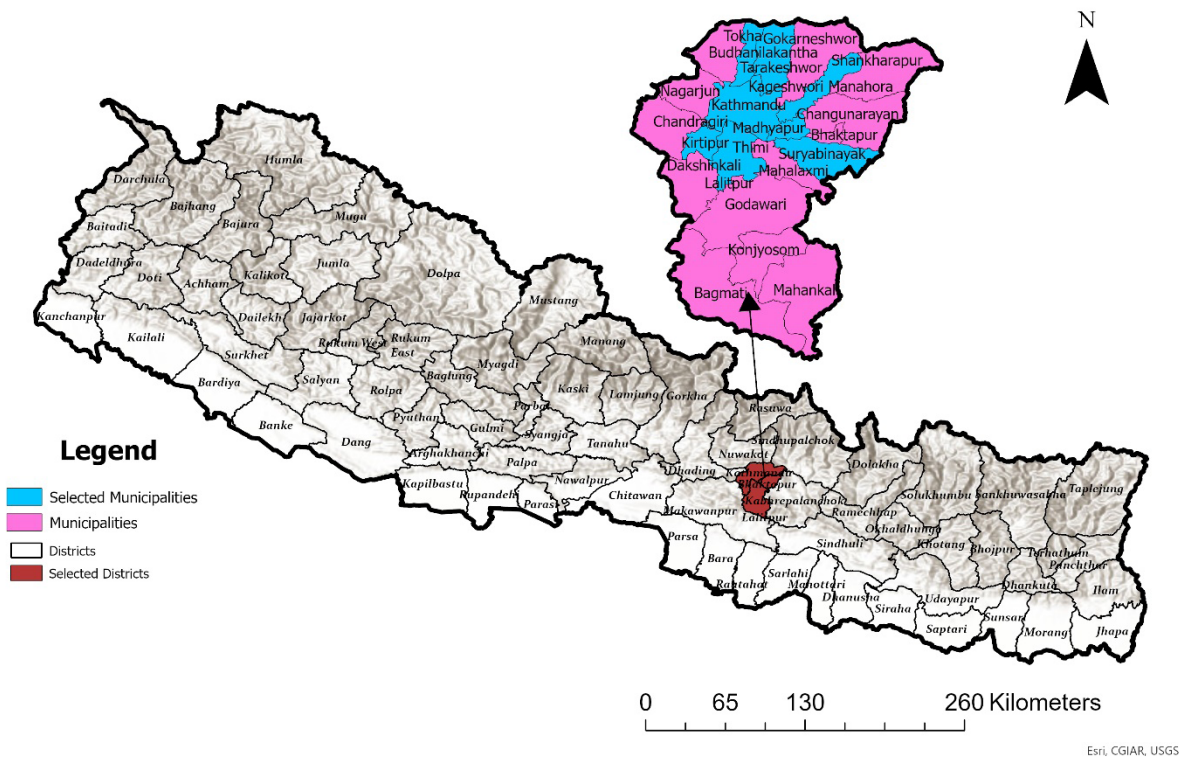 N
Tokha
Gokarneshwor
Budhanilakantha
Shankharapur
Tarakeshwor
Nagarjun
Kageshwori
Manahora
Kathmandu
Chandragiri
Changunarayan
Madhyapur
Bhaktapur
Kirtipur
Thimi
Suryabinayak
Dakshinkali
Mahalaxmi
Lalitpur
Godawari
Konjyosom
Bagmati
Mahankal
Humla
Darchula
Bajhang
Mugu
Baitadi
Bajura
Dadeldhura
Doti
Jumla
Dolpa
Achham
Kalikot
Mustang
Kanchanpur
Kailali
Dailekh
Jajarkot
Rukum West
Rukum
East
Manang
Surkhet
Myagdi
Bardiya
Salyan
Rolpa
Baglung
Kaski
Lamjung
Gorkha
Parbat
Rasuwa
Banke
Dang
Pyuthan
Gulmi
Syangja
Tanahu
Sindhupalchok
Nuwakot
Arghakhanchi
Palpa
Dhading
Kathmandu
Dolakha
Kapilbastu
Rupandehi
Nawalpur
Parasi
Chitawan
Bhaktapur
Kabhrepalanchok
Solukhumbu
Sankhuwasabha
Taplejung
Makawanpur
Lalitpur
Ramechhap
Okhaldhunga
Parsa
Sindhuli
Khotang
Bhojpur
Terhathum
Panchthar
Bara
Rautahat
Sarlahi
Mahottari
Dhanusha
Siraha
Udayapur
Dhankuta
Ilam
Saptari
Sunsari
Morang
Jhapa
Legend
Selected Municipalities
Municipalities
Districts
Selected Districts
0 65 130 260 Kilometers
Esri, CGIAR, USGS